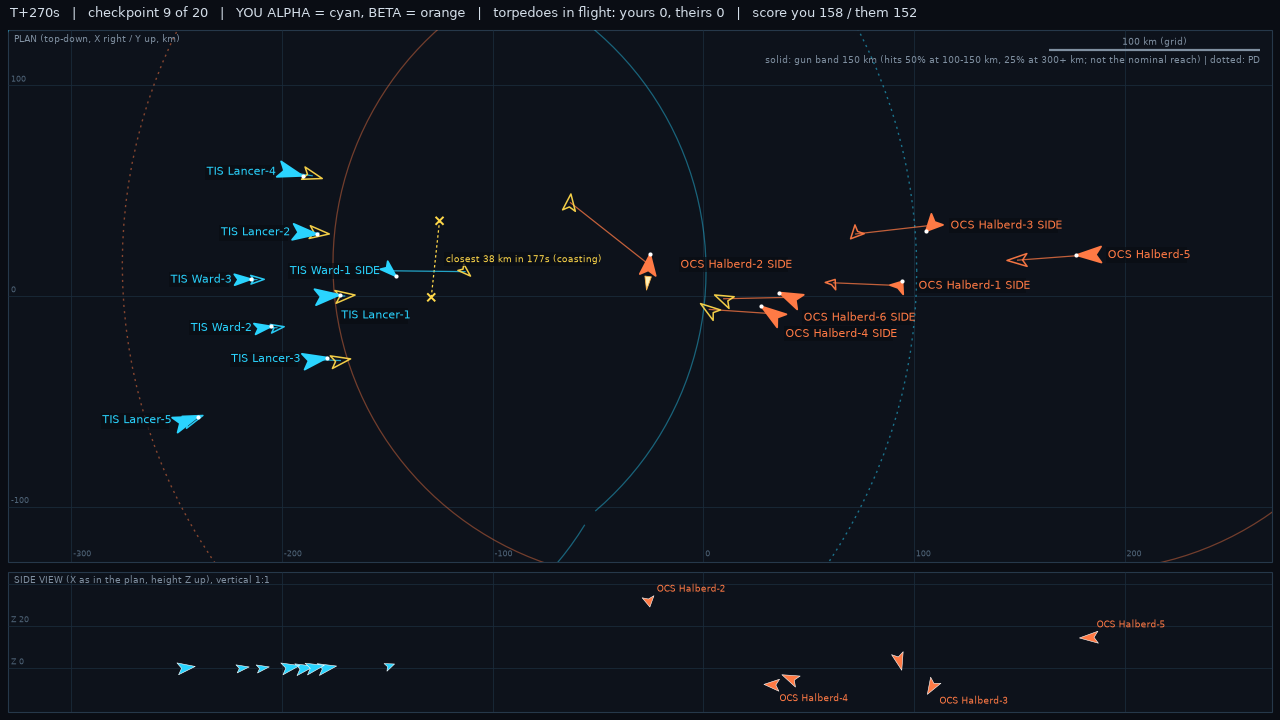 T+270s | checkpoint 9 of 20 | YOU ALPHA = cyan, BETA = orange | torpedoes in flight: yours 0, theirs 0 | score you 158 / them 152
PLAN (top-down, X right / Y up, km)
100 km (grid)
solid: gun band 150 km (hits 50% at 100-150 km, 25% at 300+ km; not the nominal reach) | dotted: PD
100
TIS Lancer-4
TIS Lancer-2
OCS Halberd-3 SIDE
OCS Halberd-5
closest 38 km in 177s (coasting)
OCS Halberd-2 SIDE
TIS Ward-1 SIDE
TIS Ward-3
OCS Halberd-1 SIDE
0
TIS Lancer-1
OCS Halberd-6 SIDE
TIS Ward-2
OCS Halberd-4 SIDE
TIS Lancer-3
TIS Lancer-5
-100
-300
-200
-100
0
100
200
SIDE VIEW (X as in the plan, height Z up), vertical 1:1
OCS Halberd-2
Z 20
OCS Halberd-5
Z 0
OCS Halberd-4
OCS Halberd-3